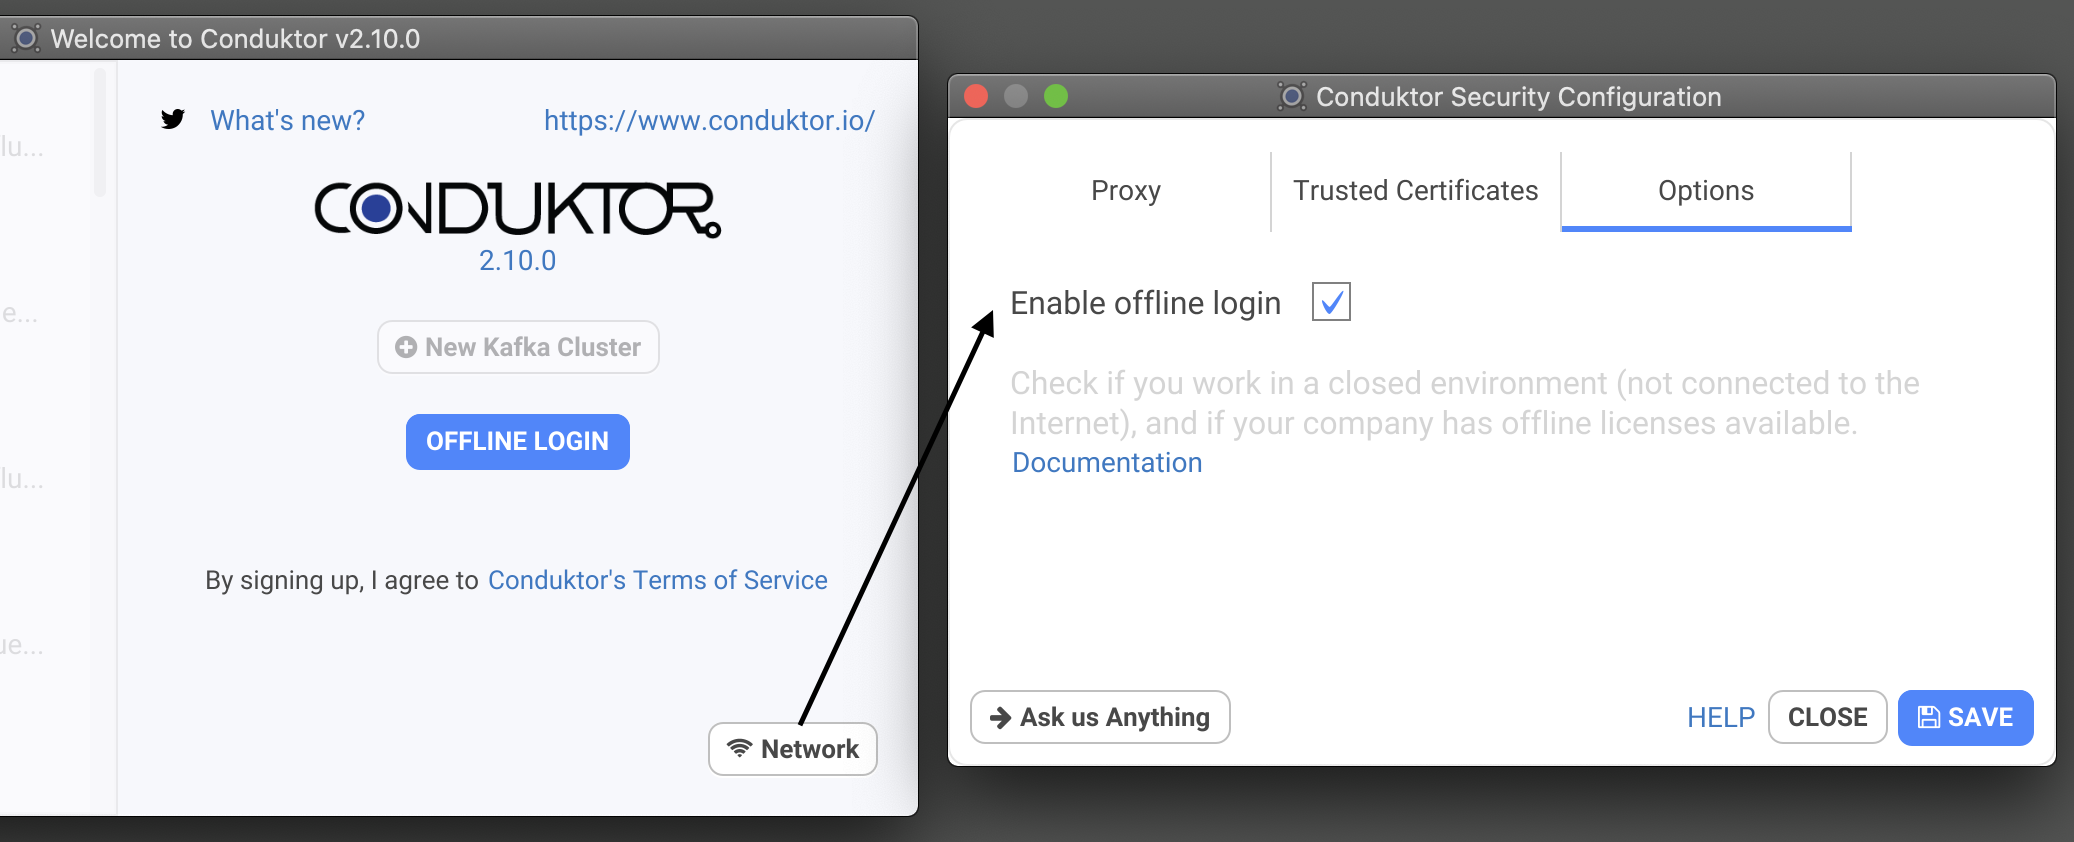 Welcome to Conduktor v2.10.0
lu...
e...
lu...
ue...
What's new?
https://www.conduktor.io/
CONDUKTOR
2.10.0
New Kafka Cluster
OFFLINE LOGIN
By signing up, I agree to Conduktor's Terms of Service
Network
Conduktor Security Configuration
Proxy
Trusted Certificates
Options
Enable offline login
Check if you work in a closed environment (not connected to the
Internet), and if your company has offline licenses available.
Documentation
Ask us Anything
HELP
CLOSE
SAVE